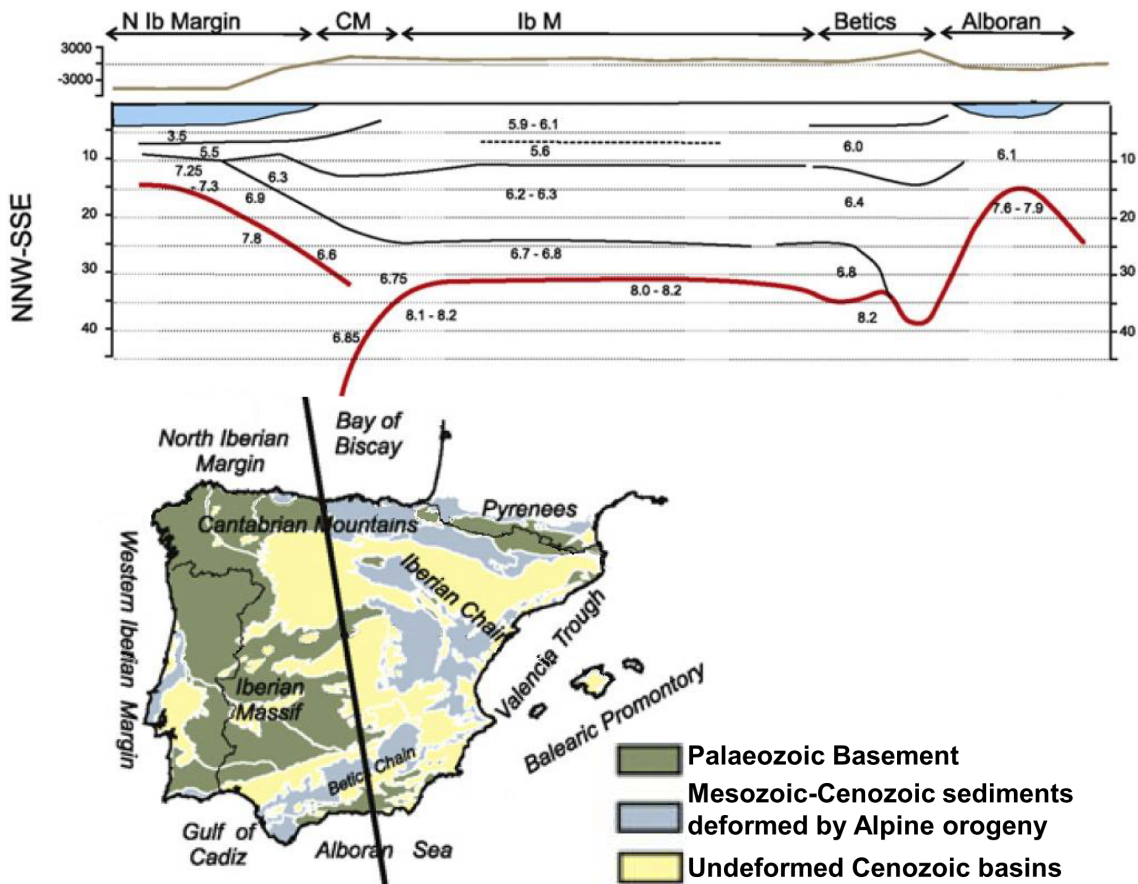 N Ib Margin CM Ib M Betics Alboran
3000
-3000
NNW-SSE
3.5
5.9 - 6.1
5.5
5.6
6.0
10
6.1
10
7.25
- 7.3
6.3
6.9
6.2 - 6.3
6.4
7.6 - 7.9
20
20
7.8
6.6
6.7 - 6.8
30
6.75
6.8
30
8.0 - 8.2
8.1 - 8.2
8.2
40
6.85
40
Bay of
Biscay
North Iberian
Margin
Pyrenees
Cantabrian Mountains
Western Iberian Margin
Iberian Chain
Valencia Trough
Iberian
Massif
Balearic Promontory
Betics Chain
Gulf of
Cadiz
Alboran Sea
Palaeozoic Basement
Mesozoic-Cenozoic sediments
deformed by Alpine orogeny
Undeformed Cenozoic basins